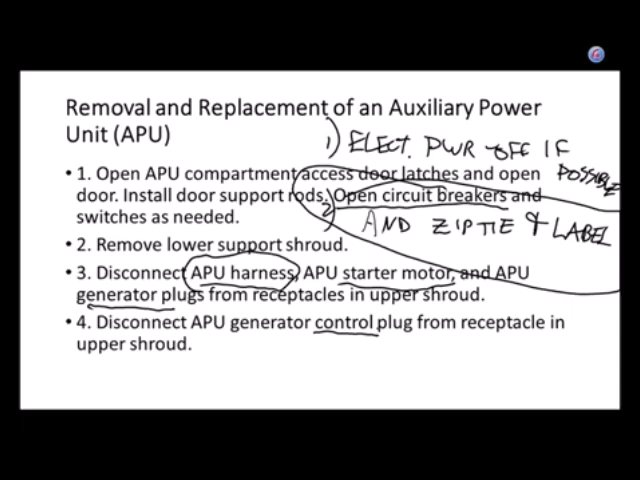 Removal and Replacement of an Auxiliary Power
Unit (APU)
1) ELECT. PWR OFF IF
POSSIBLE
• 1. Open APU compartment access door latches and open
door. Install door support rods. Open circuit breakers and
switches as needed.
2) AND ZIPTIE & LABEL
• 2. Remove lower support shroud.
• 3. Disconnect APU harness, APU starter motor, and APU
generator plugs from receptacles in upper shroud.
• 4. Disconnect APU generator control plug from receptacle in
upper shroud.